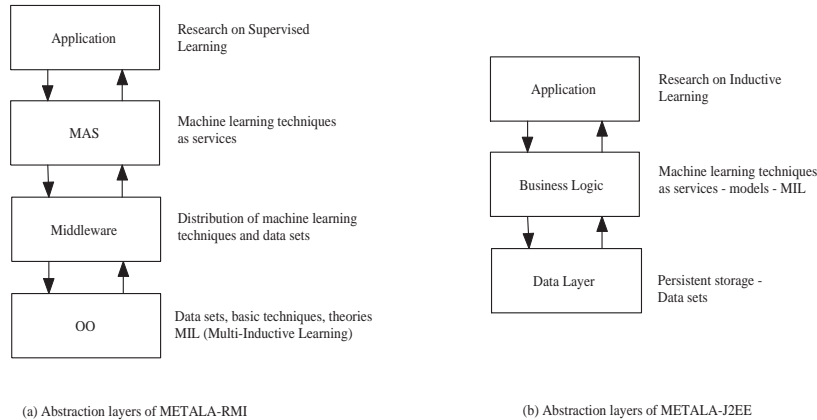 Application
Research on Supervised
Learning
MAS
Machine learning techniques
as services
Middleware
Distribution of machine learning
techniques and data sets
OO
Data sets, basic techniques, theories
MIL (Multi-Inductive Learning)
(a) Abstraction layers of METALA-RMI
Application
Research on Inductive
Learning
Business Logic
Machine learning techniques
as services - models - MIL
Data Layer
Persistent storage -
Data sets
(b) Abstraction layers of METALA-J2EE